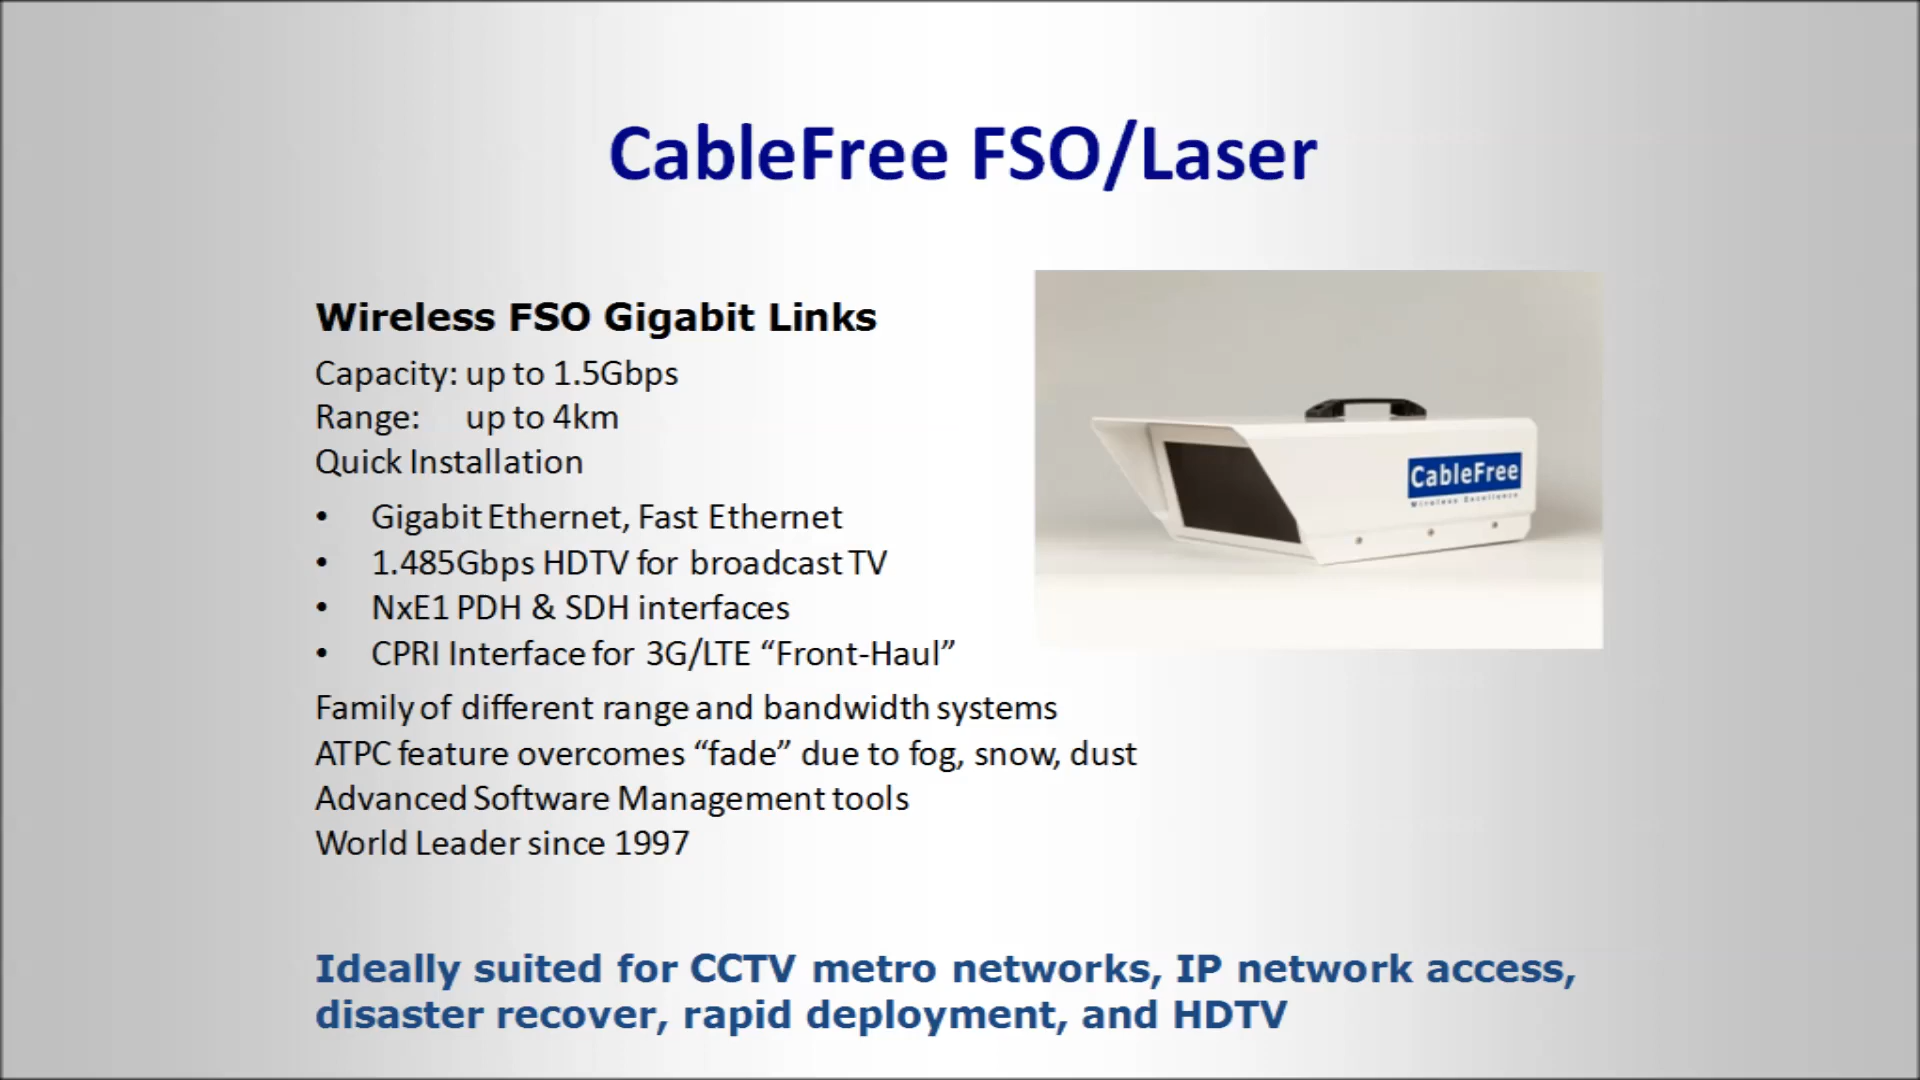 CableFree FSO/Laser
Wireless FSO Gigabit Links
Capacity: up to 1.5Gbps
Range: up to 4km
Quick Installation
• Gigabit Ethernet, Fast Ethernet
• 1.485Gbps HDTV for broadcast TV
• NxE1 PDH & SDH interfaces
• CPRI Interface for 3G/LTE “Front-Haul”
CableFree
Wireless Excellence
Family of different range and bandwidth systems
ATPC feature overcomes “fade” due to fog, snow, dust
Advanced Software Management tools
World Leader since 1997
Ideally suited for CCTV metro networks, IP network access,
disaster recover, rapid deployment, and HDTV